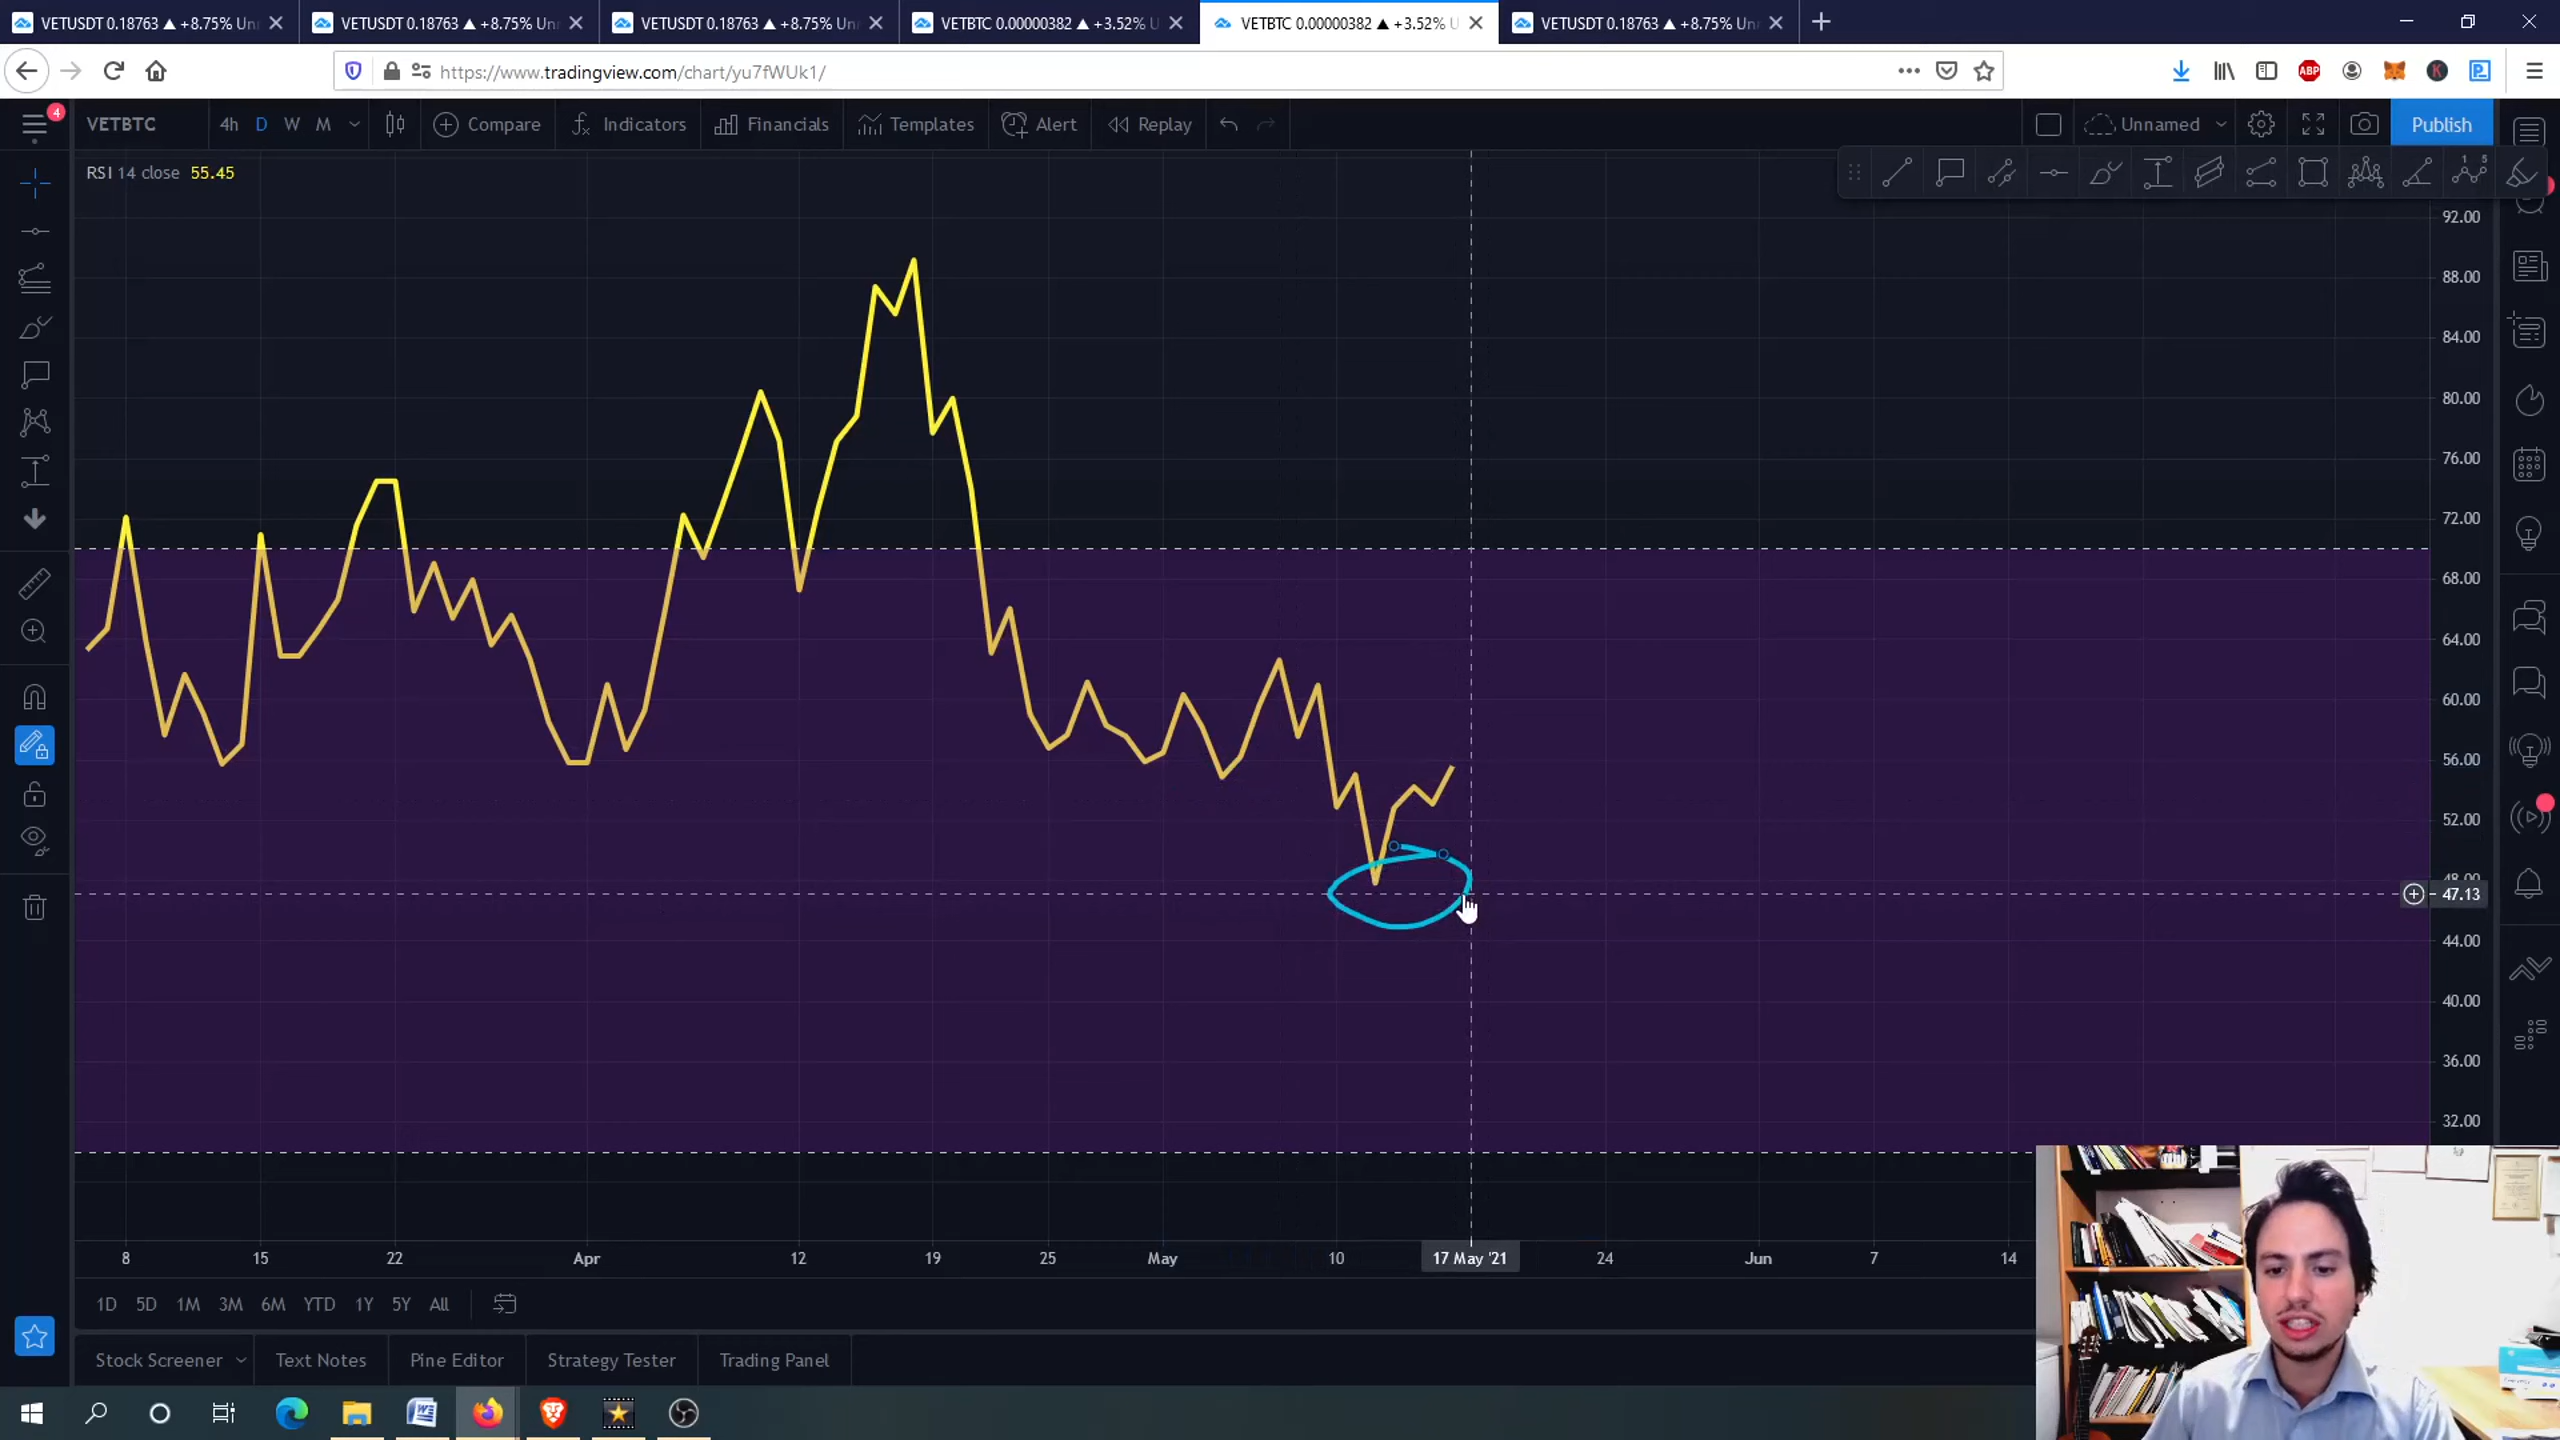 VETUSDT 0.18763 ▲ +8.75% Un
VETUSDT 0.18763 ▲ +8.75% Un
VETUSDT 0.18763 ▲ +8.75% Un
VETBTC 0.00000382 ▲ +3.52% U
VETBTC 0.00000382 ▲ +3.52% U
VETUSDT 0.18763 ▲ +8.75% Un
https://www.tradingview.com/chart/yu7fWUk1/
ABP
K
4
VETBTC 4h D W M Compare Indicators Financials Templates Alert Replay Unnamed Publish
RSI 14 close 55.45
92.00
88.00
84.00
80.00
76.00
72.00
68.00
64.00
60.00
56.00
52.00
48.00
47.13
44.00
40.00
36.00
32.00
8 15 22 Apr 12 19 25 May 10 17 May '21 24 Jun 7 14
1D 5D 1M 3M 6M YTD 1Y 5Y All
Stock Screener Text Notes Pine Editor Strategy Tester Trading Panel